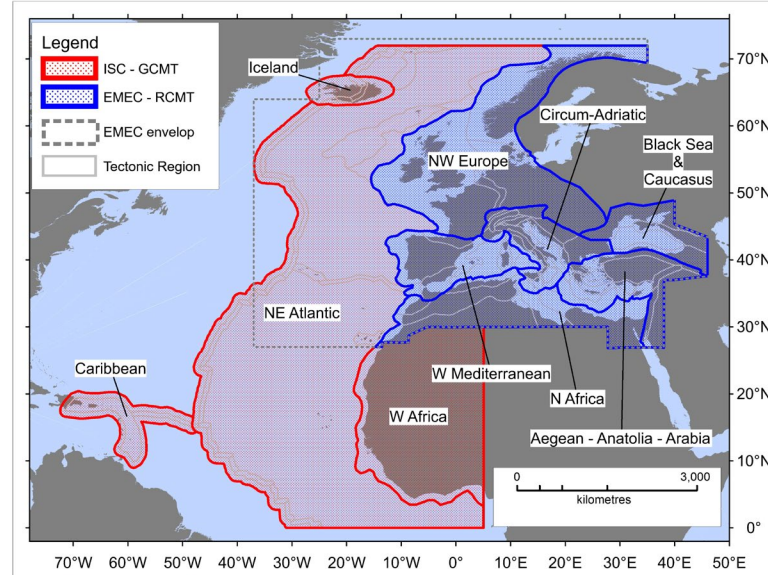 Legend
ISC - GCMT
EMEC - RCMT
EMEC envelop
Tectonic Region
Iceland
Circum-Adriatic
Black Sea
&
Caucasus
NW Europe
NE Atlantic
Caribbean
W Mediterranean
N Africa
W Africa
Aegean - Anatolia - Arabia
0 3,000
kilometres
70°N
60°N
50°N
40°N
30°N
20°N
10°N
0°
70°W 60°W 50°W 40°W 30°W 20°W 10°W 0° 10°E 20°E 30°E 40°E 50°E